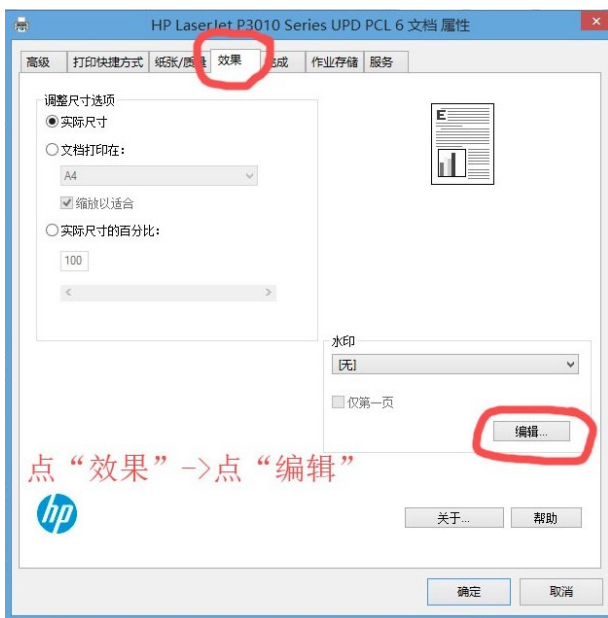 HP LaserJet P3010 Series UPD PCL 6 文档 属性
高级 打印快捷方式 纸张/质量 效果 完成 作业存储 服务
调整尺寸选项
实际尺寸
文档打印在:
A4
缩放以适合
实际尺寸的百分比:
100
E
水印
[无]
仅第一页
编辑...
点“效果”->点“编辑”
hp
关于... 帮助
确定 取消